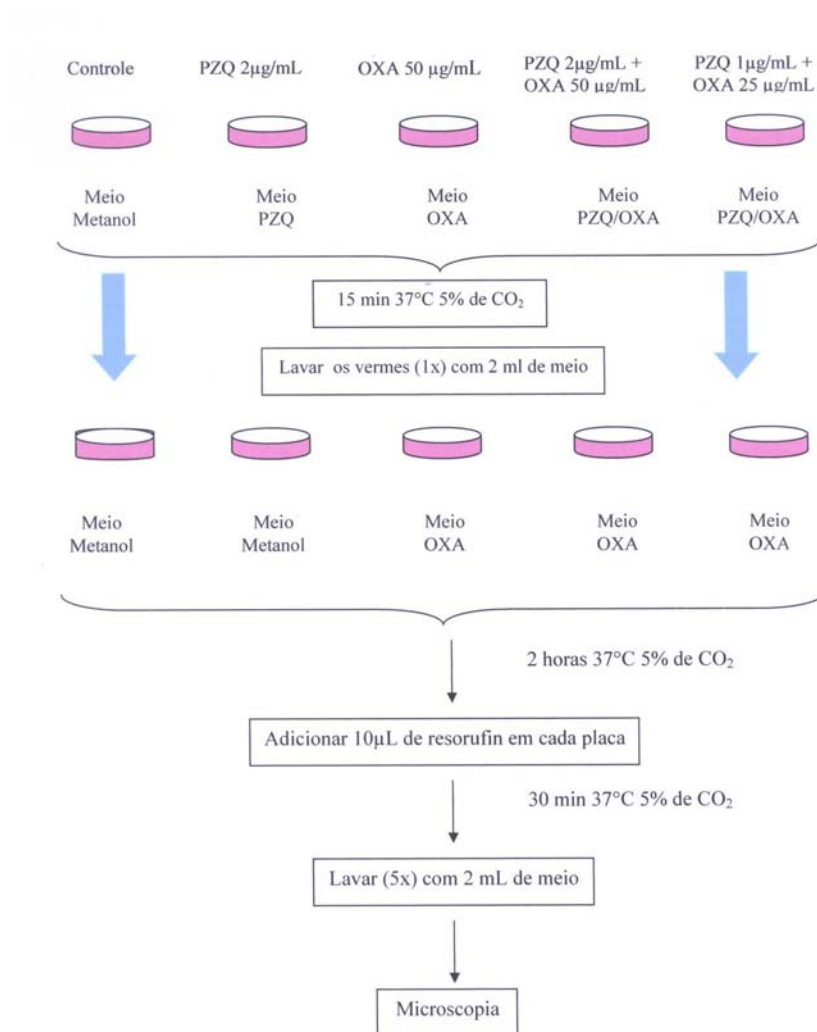 Controle
PZQ 2µg/mL
OXA 50 µg/mL
PZQ 2µg/mL +
OXA 50 µg/mL
PZQ 1µg/mL +
OXA 25 µg/mL
Meio
Metanol
Meio
PZQ
Meio
OXA
Meio
PZQ/OXA
Meio
PZQ/OXA
15 min 37°C 5% de CO₂
Lavar os vermes (1x) com 2 ml de meio
Meio
Metanol
Meio
Metanol
Meio
OXA
Meio
OXA
Meio
OXA
2 horas 37°C 5% de CO₂
Adicionar 10µL de resorufin em cada placa
30 min 37°C 5% de CO₂
Lavar (5x) com 2 mL de meio
Microscopia